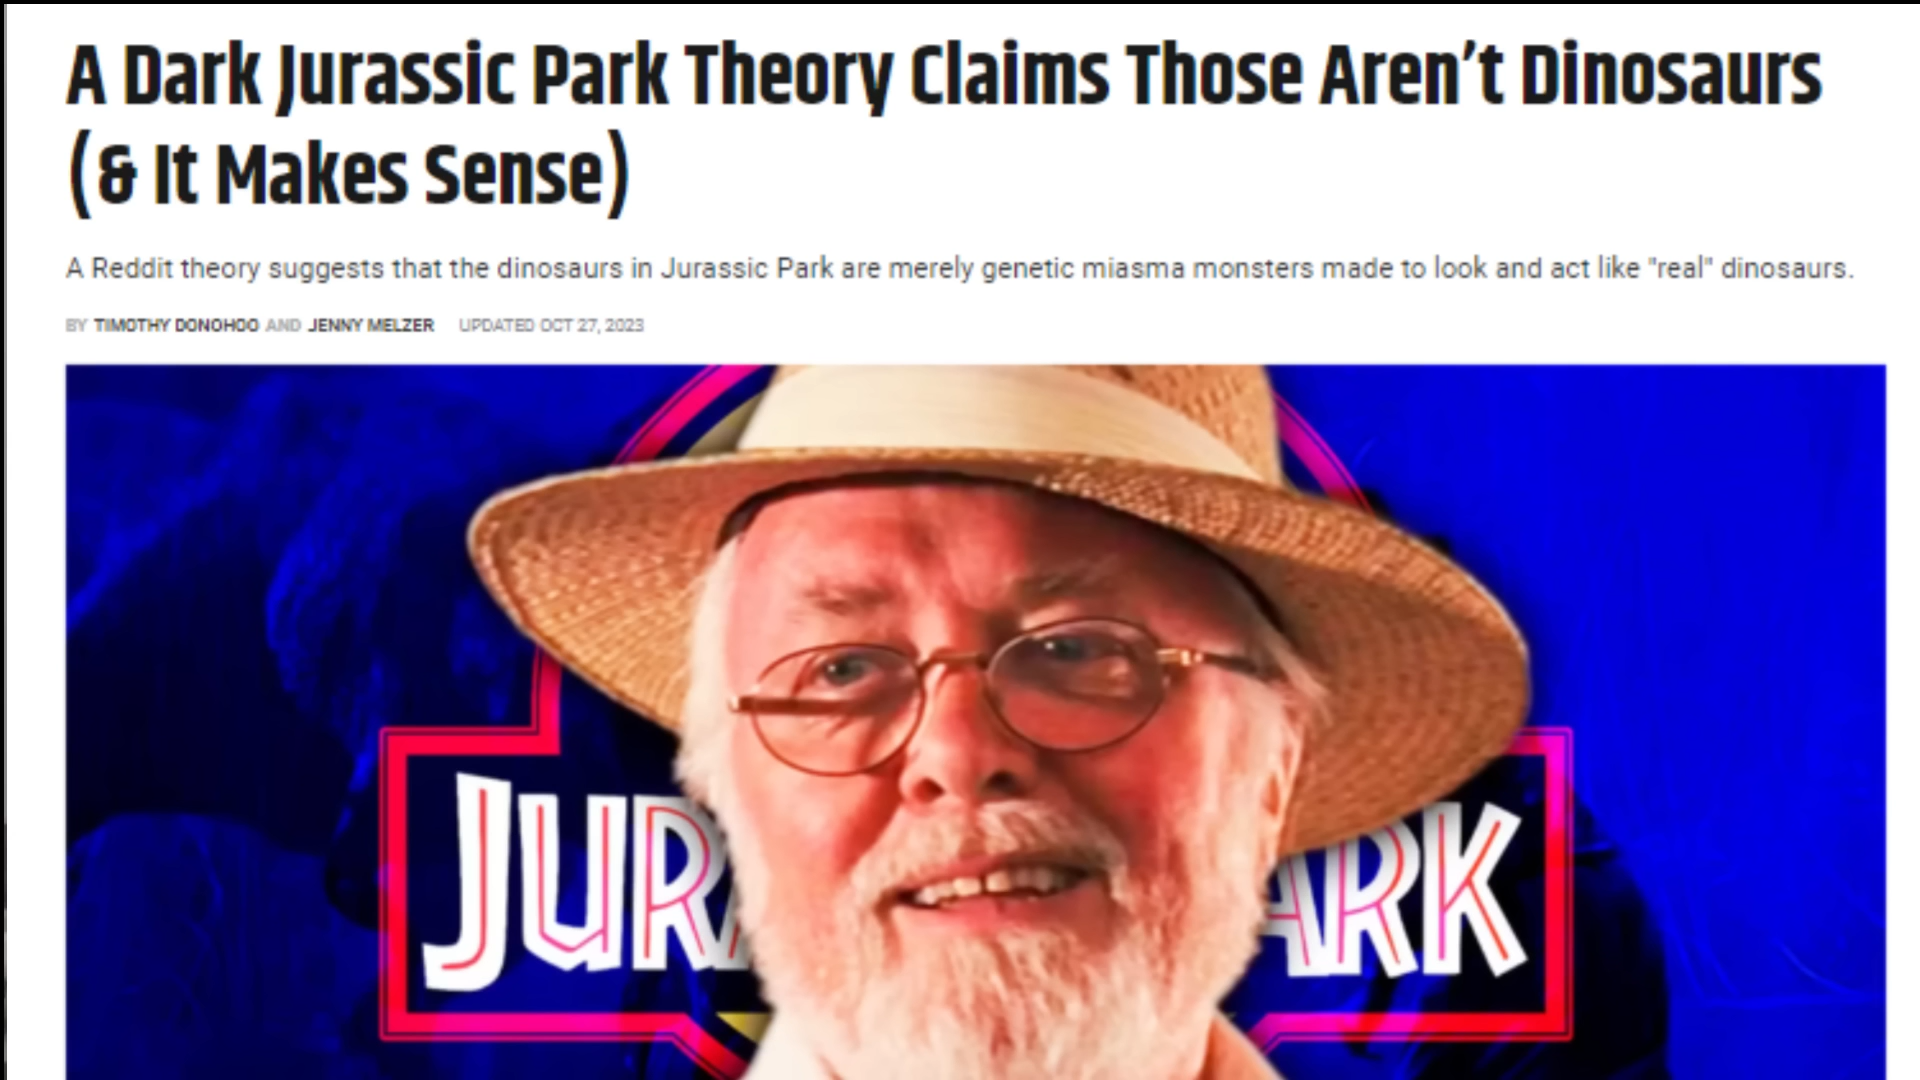 A Dark Jurassic Park Theory Claims Those Aren’t Dinosaurs
(& It Makes Sense)
A Reddit theory suggests that the dinosaurs in Jurassic Park are merely genetic miasma monsters made to look and act like "real" dinosaurs.
BY TIMOTHY DONOHOO AND JENNY MELZER UPDATED OCT 27, 2023
JURA ARK